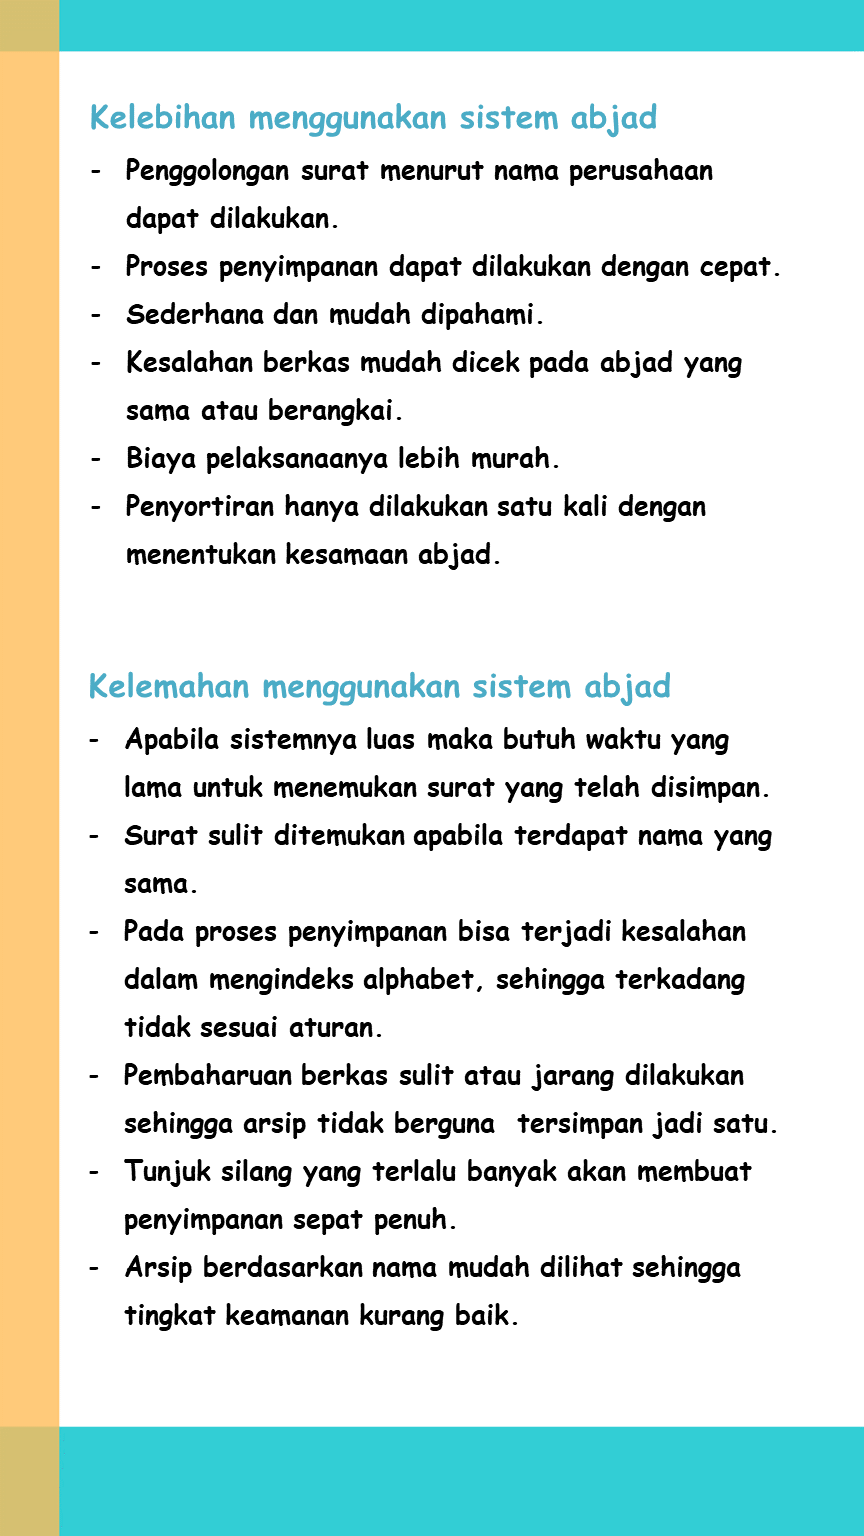 Kelebihan menggunakan sistem abjad
- Penggolongan surat menurut nama perusahaan
dapat dilakukan.
- Proses penyimpanan dapat dilakukan dengan cepat.
- Sederhana dan mudah dipahami.
- Kesalahan berkas mudah dicek pada abjad yang
sama atau berangkai.
- Biaya pelaksanaanya lebih murah.
- Penyortiran hanya dilakukan satu kali dengan
menentukan kesamaan abjad.
Kelemahan menggunakan sistem abjad
- Apabila sistemnya luas maka butuh waktu yang
lama untuk menemukan surat yang telah disimpan.
- Surat sulit ditemukan apabila terdapat nama yang
sama.
- Pada proses penyimpanan bisa terjadi kesalahan
dalam mengindeks alphabet, sehingga terkadang
tidak sesuai aturan.
- Pembaharuan berkas sulit atau jarang dilakukan
sehingga arsip tidak berguna  tersimpan jadi satu.
- Tunjuk silang yang terlalu banyak akan membuat
penyimpanan sepat penuh.
- Arsip berdasarkan nama mudah dilihat sehingga
tingkat keamanan kurang baik.